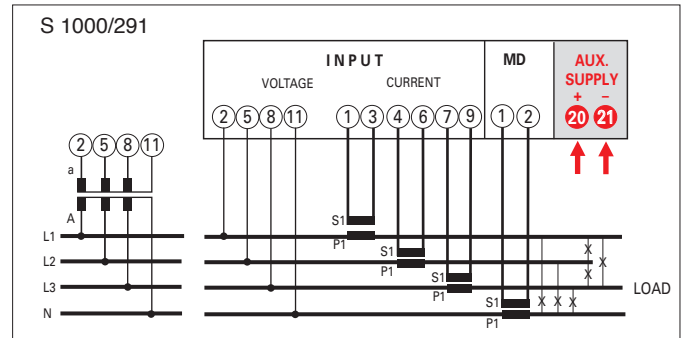 S 1000/291
INPUT
MD
AUX.
SUPPLY
VOLTAGE
CURRENT
+ −
2 5 8 11 1 3 4 6 7 9 1 2 20 21
2 5 8 11
a
A
S1
P1
S1
P1
S1
P1
S1
P1
L1
L2
L3
N
X
X
X
X
X X X
LOAD